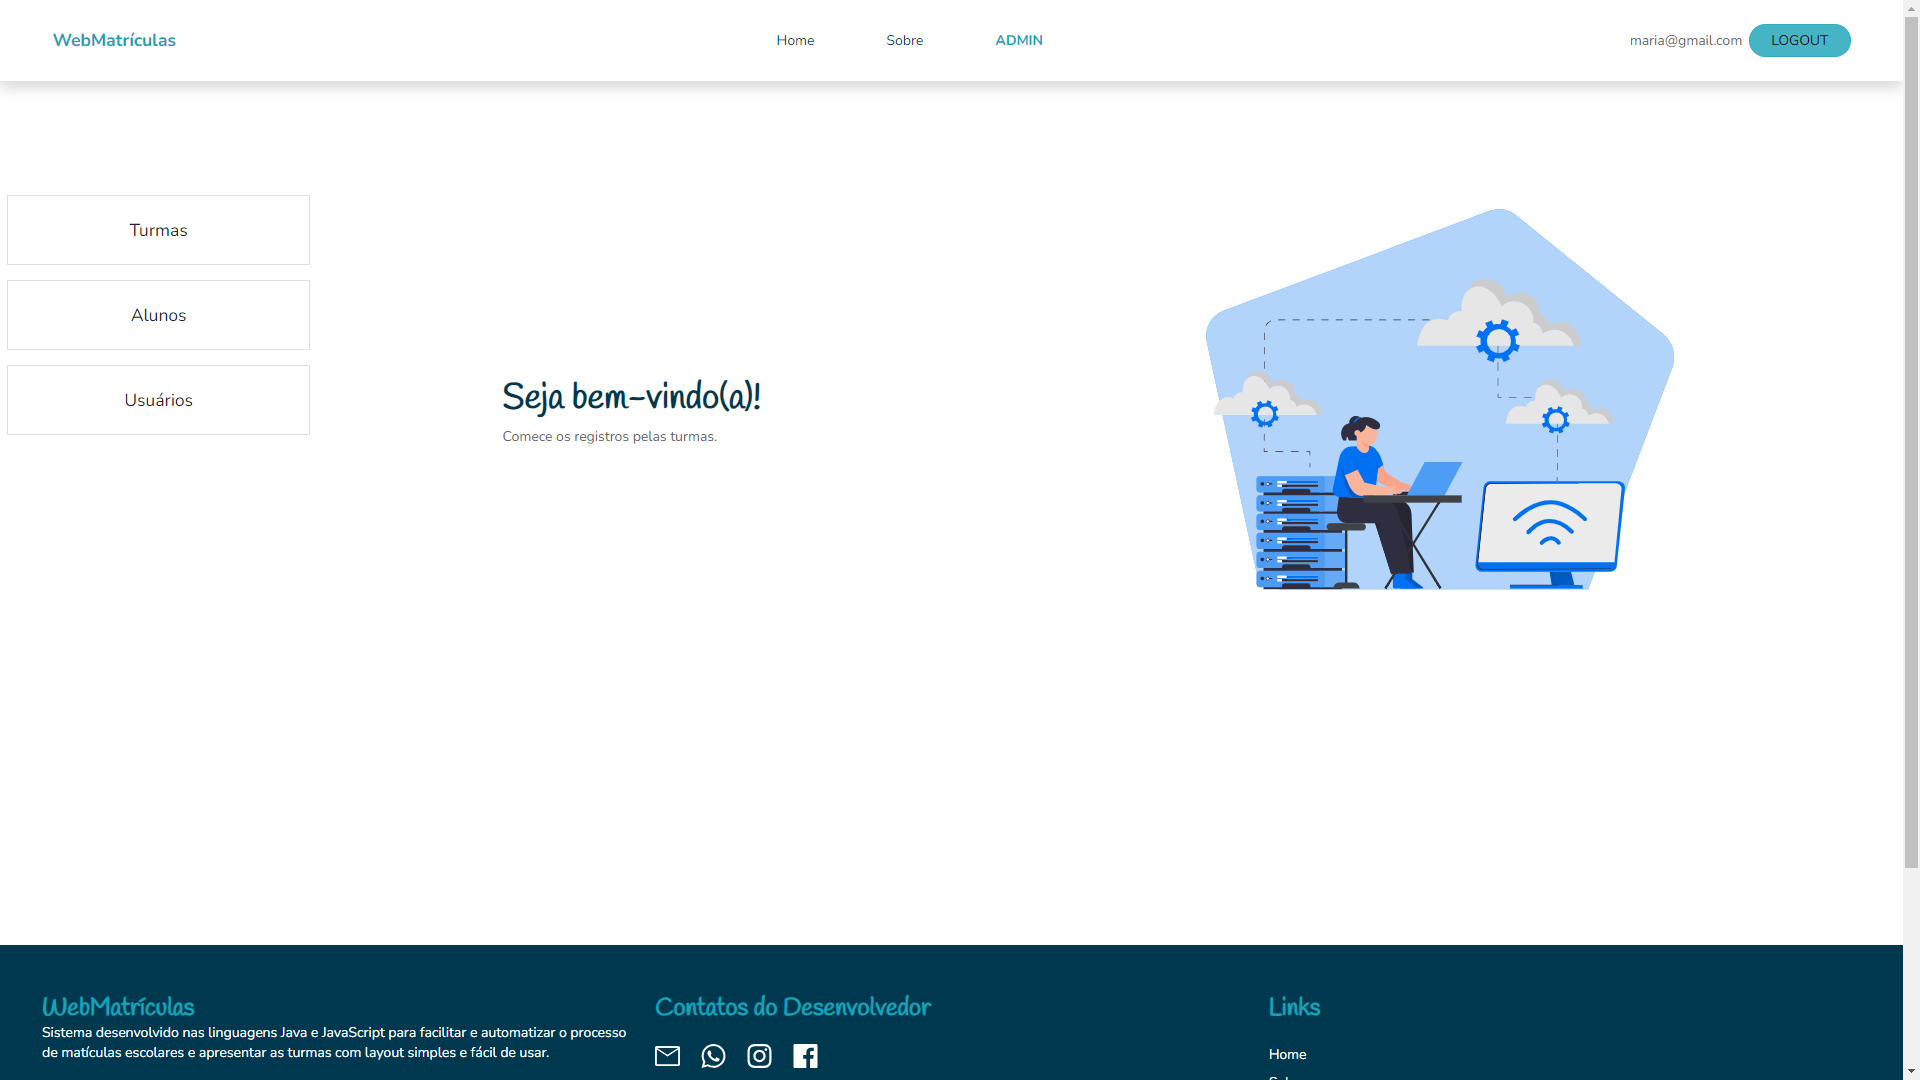 WebMatrículas
Home
Sobre
ADMIN
maria@gmail.com
LOGOUT
Turmas
Alunos
Usuários
Seja bem-vindo(a)!
Comece os registros pelas turmas.
WebMatrículas
Sistema desenvolvido nas linguagens Java e JavaScript para facilitar e automatizar o processo
de matículas escolares e apresentar as turmas com layout simples e fácil de usar.
Contatos do Desenvolvedor
Links
Home